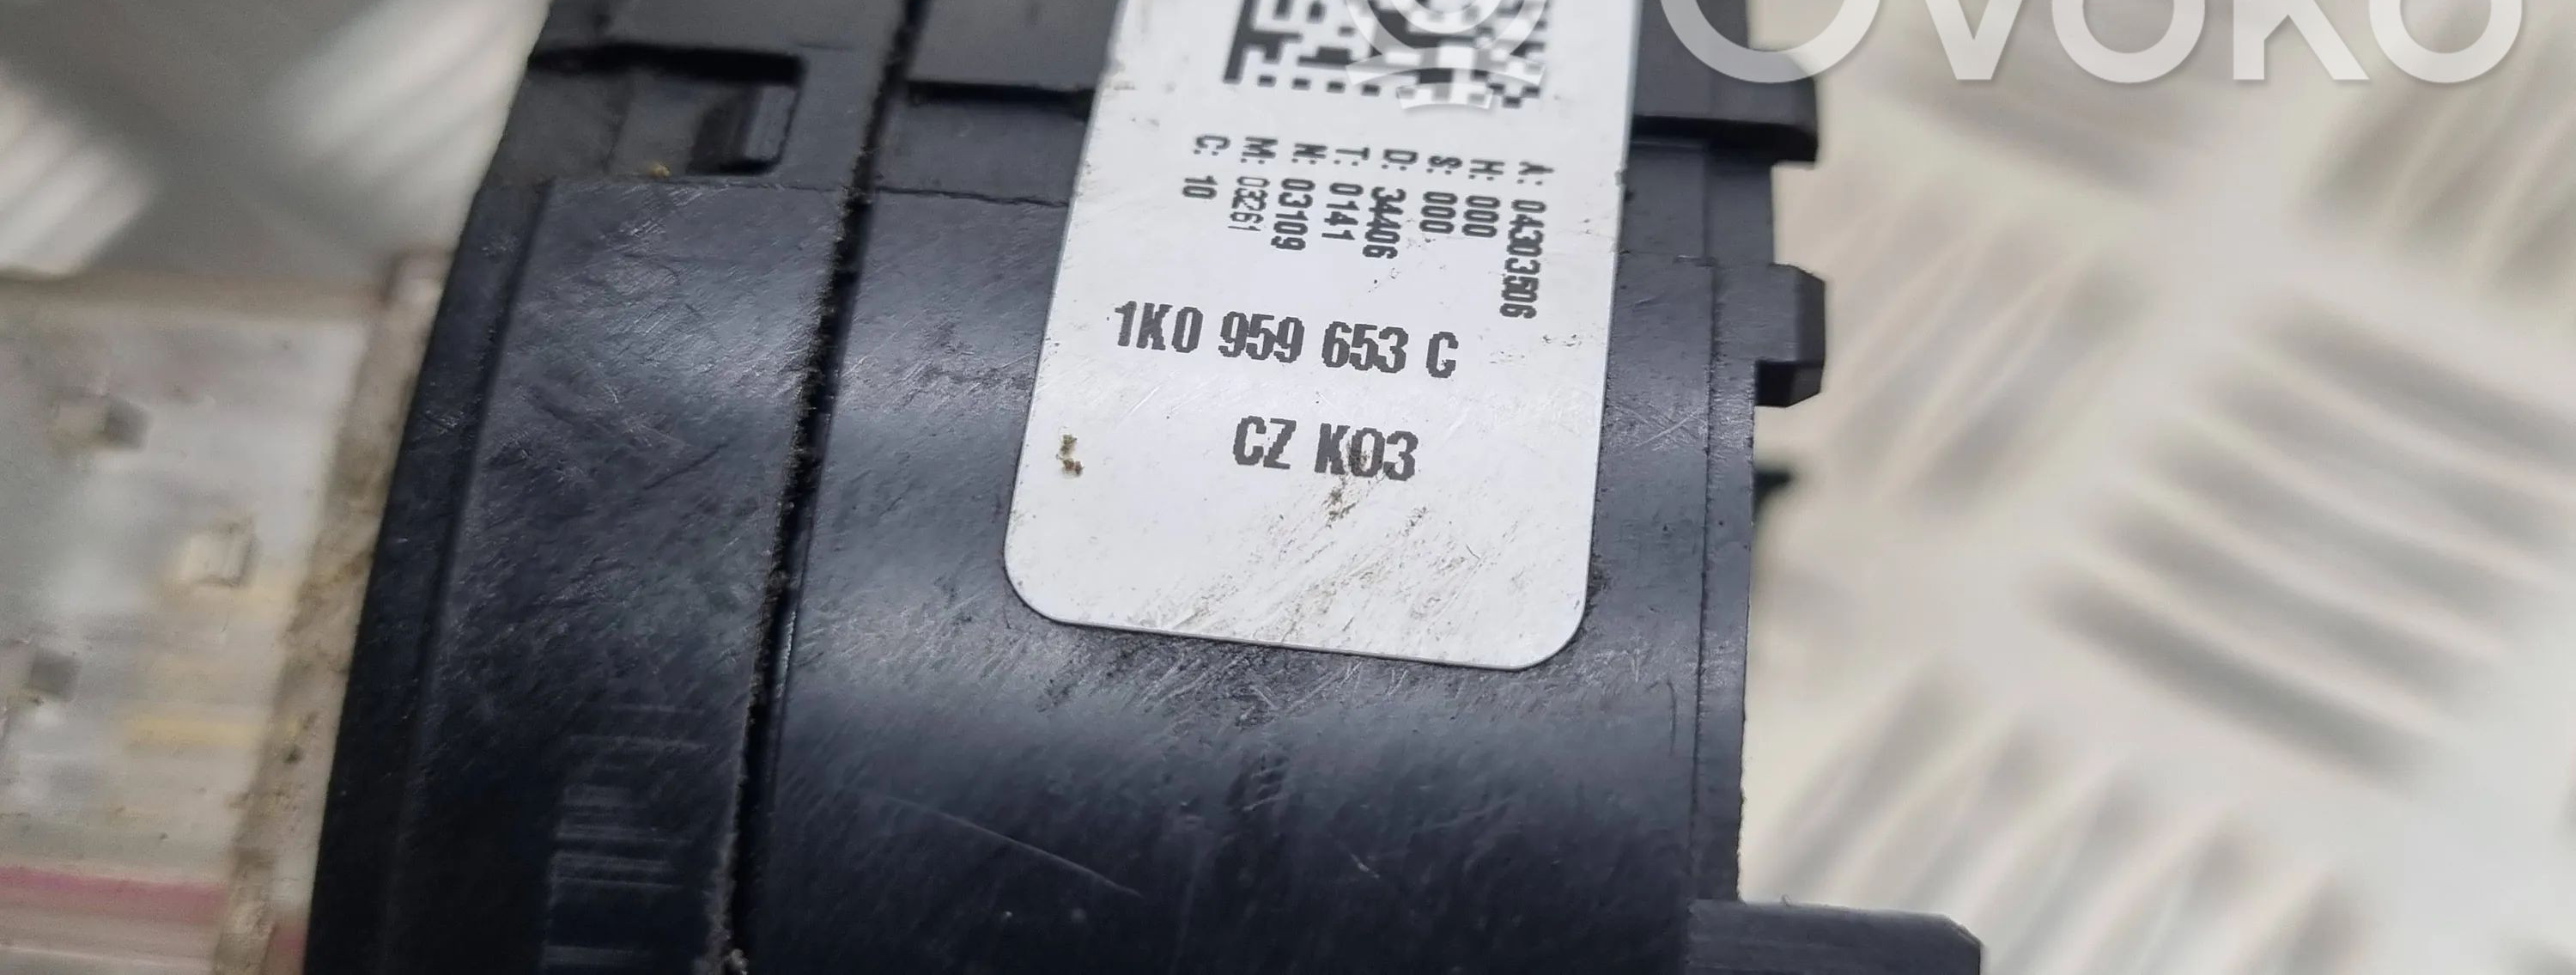 OVOKO
A: 04303506
H: 000
S: 000
D: 34406
T: 0141
N: 03109
M: 03261
C: 10
1K0 959 653 C
CZ K03